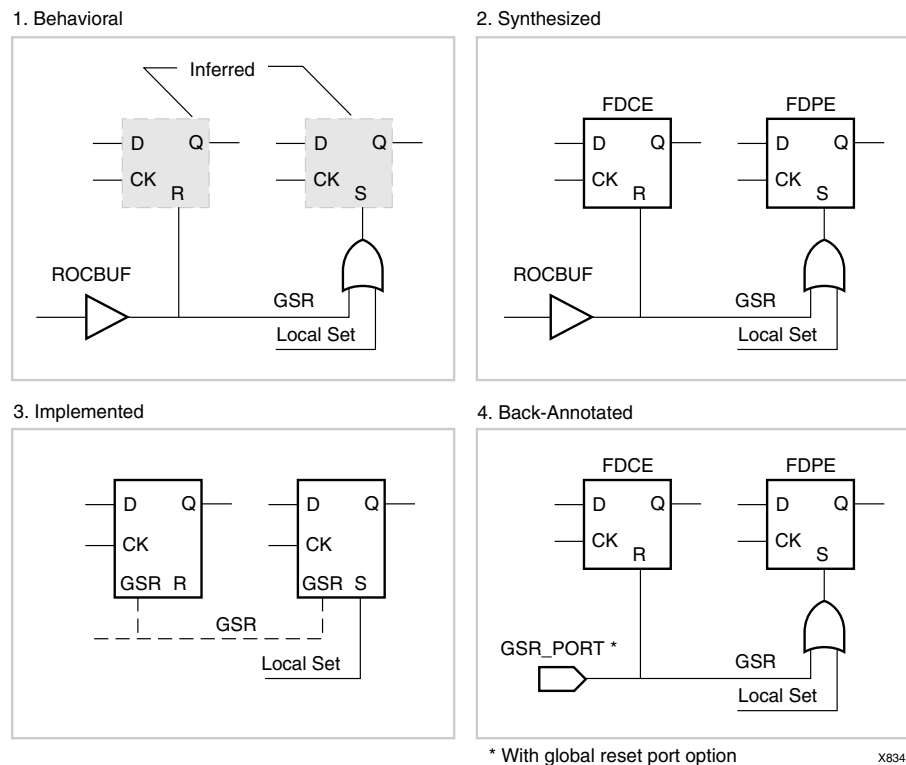 1. Behavioral
Inferred
D
Q
CK
R
D
Q
CK
S
ROCBUF
GSR
Local Set
2. Synthesized
FDCE
FDPE
D
Q
CK
R
D
Q
CK
S
ROCBUF
GSR
Local Set
3. Implemented
D
Q
CK
GSR R
D
Q
CK
GSR S
GSR
Local Set
4. Back-Annotated
FDCE
FDPE
D
Q
CK
R
D
Q
CK
S
GSR_PORT *
GSR
Local Set
* With global reset port option
X834